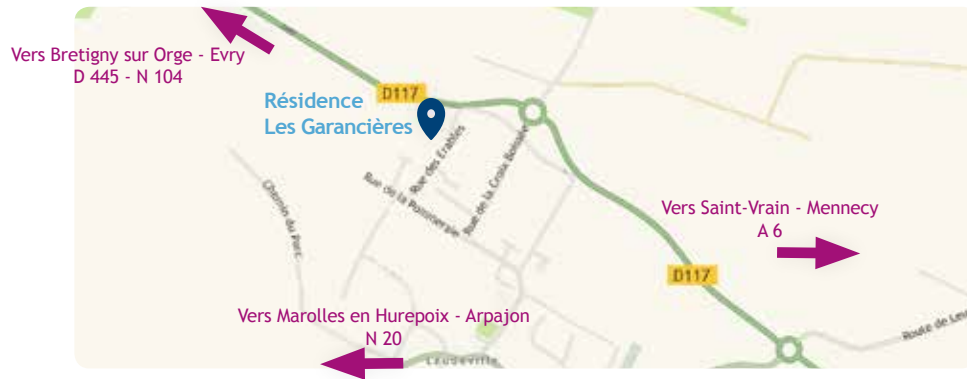 Vers Bretigny sur Orge - Evry
D 445 - N 104
D117
Résidence
Les Garancières
Rue des Erables
Rue de la Croix Boissée
Rue de la Pommeraie
Chemin du Parc
Vers Saint-Vrain - Mennecy
A 6
D117
Vers Marolles en Hurepoix - Arpajon
N 20
Route de